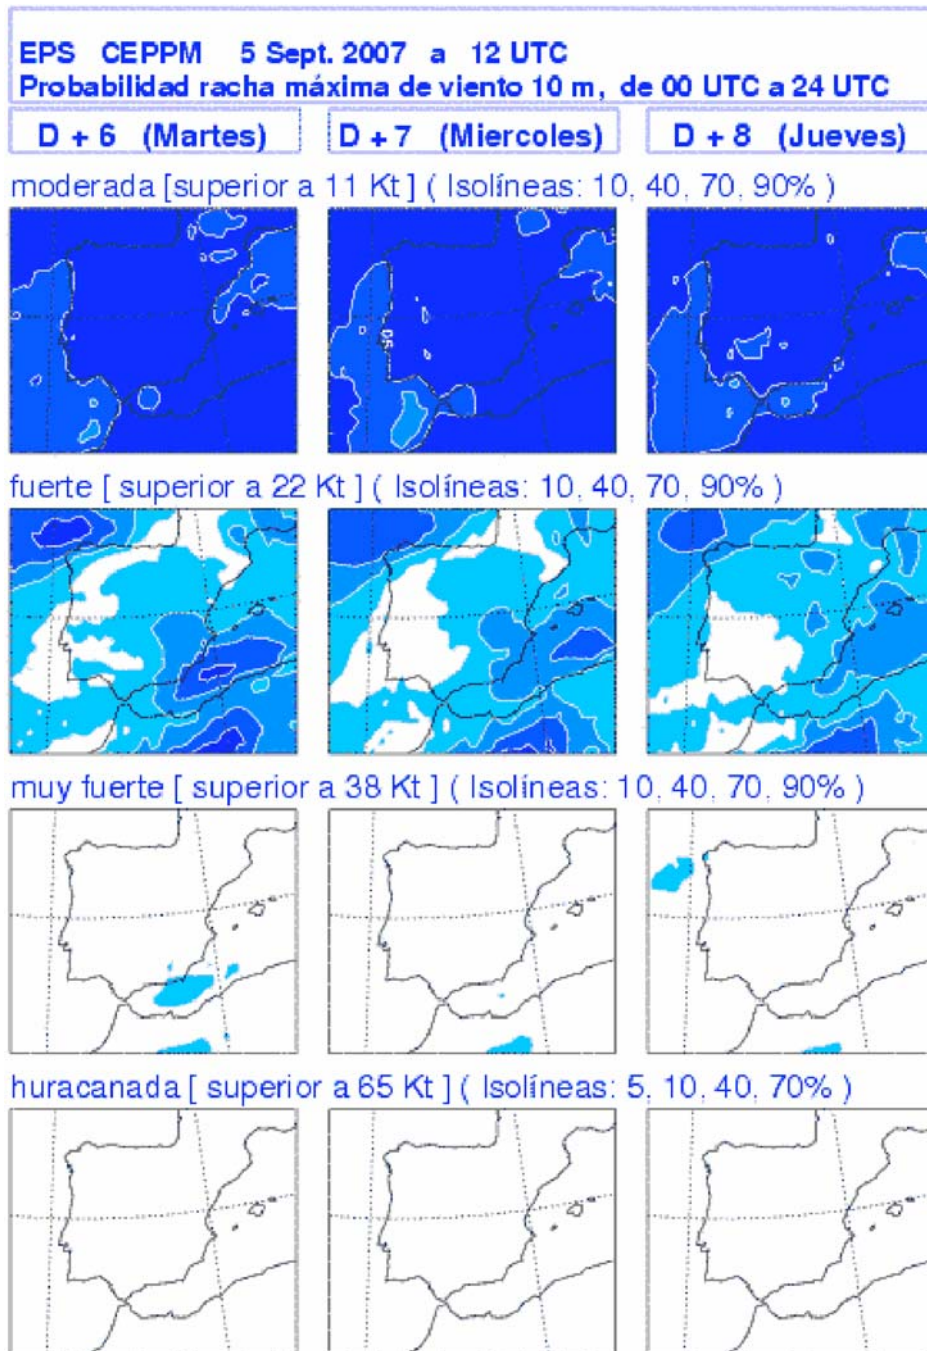 EPS CEPPM 5 Sept. 2007 a 12 UTC
Probabilidad racha máxima de viento 10 m, de 00 UTC a 24 UTC
D + 6 (Martes) D + 7 (Miercoles) D + 8 (Jueves)
moderada [superior a 11 Kt ] ( Isolíneas: 10, 40, 70, 90% )
fuerte [ superior a 22 Kt ] ( Isolíneas: 10, 40, 70, 90% )
muy fuerte [ superior a 38 Kt ] ( Isolíneas: 10, 40, 70, 90% )
huracanada [ superior a 65 Kt ] ( Isolíneas: 5, 10, 40, 70% )